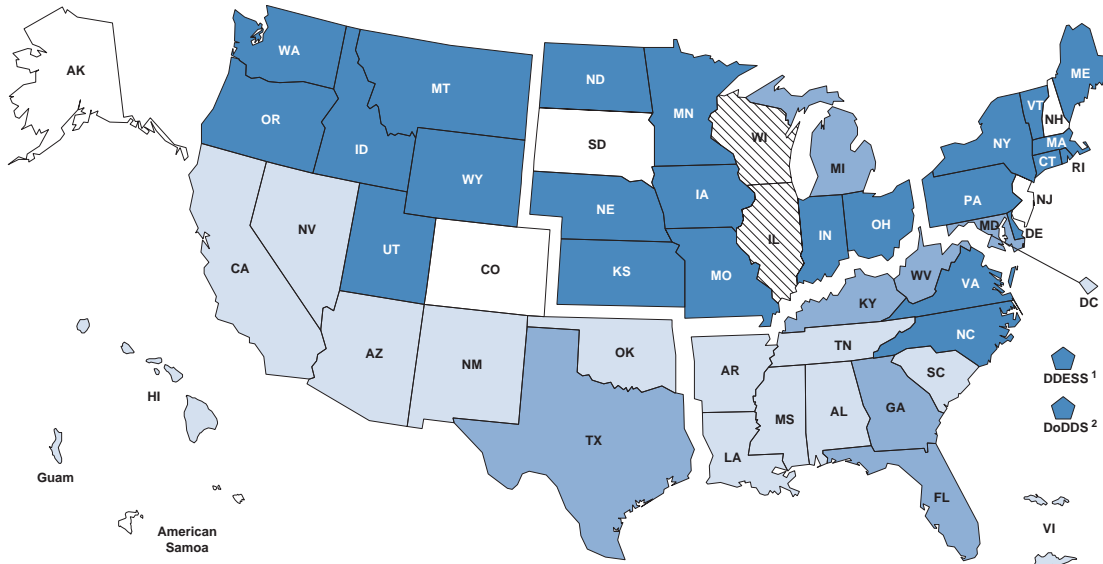 AK
WA
MT
ND
MN
ME
VT
NH
OR
ID
SD
WI
NY
MA
CT
RI
MI
WY
IA
PA
NJ
NE
NV
IL
IN
OH
MD
DE
UT
CA
CO
KS
MO
WV
VA
DC
KY
NC
TN
OK
AZ
NM
AR
SC
DDESS 1
HI
MS
AL
GA
DoDDS 2
TX
LA
Guam
FL
American
Samoa
VI